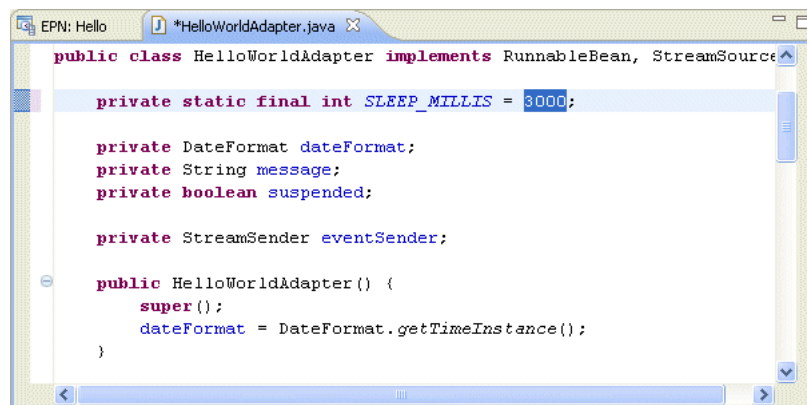 EPN: Hello
*HelloWorldAdapter.java
public class HelloWorldAdapter implements RunnableBean, StreamSource
private static final int SLEEP_MILLIS = 3000;
private DateFormat dateFormat;
private String message;
private boolean suspended;
private StreamSender eventSender;
public HelloWorldAdapter() {
super();
dateFormat = DateFormat.getTimeInstance();
}